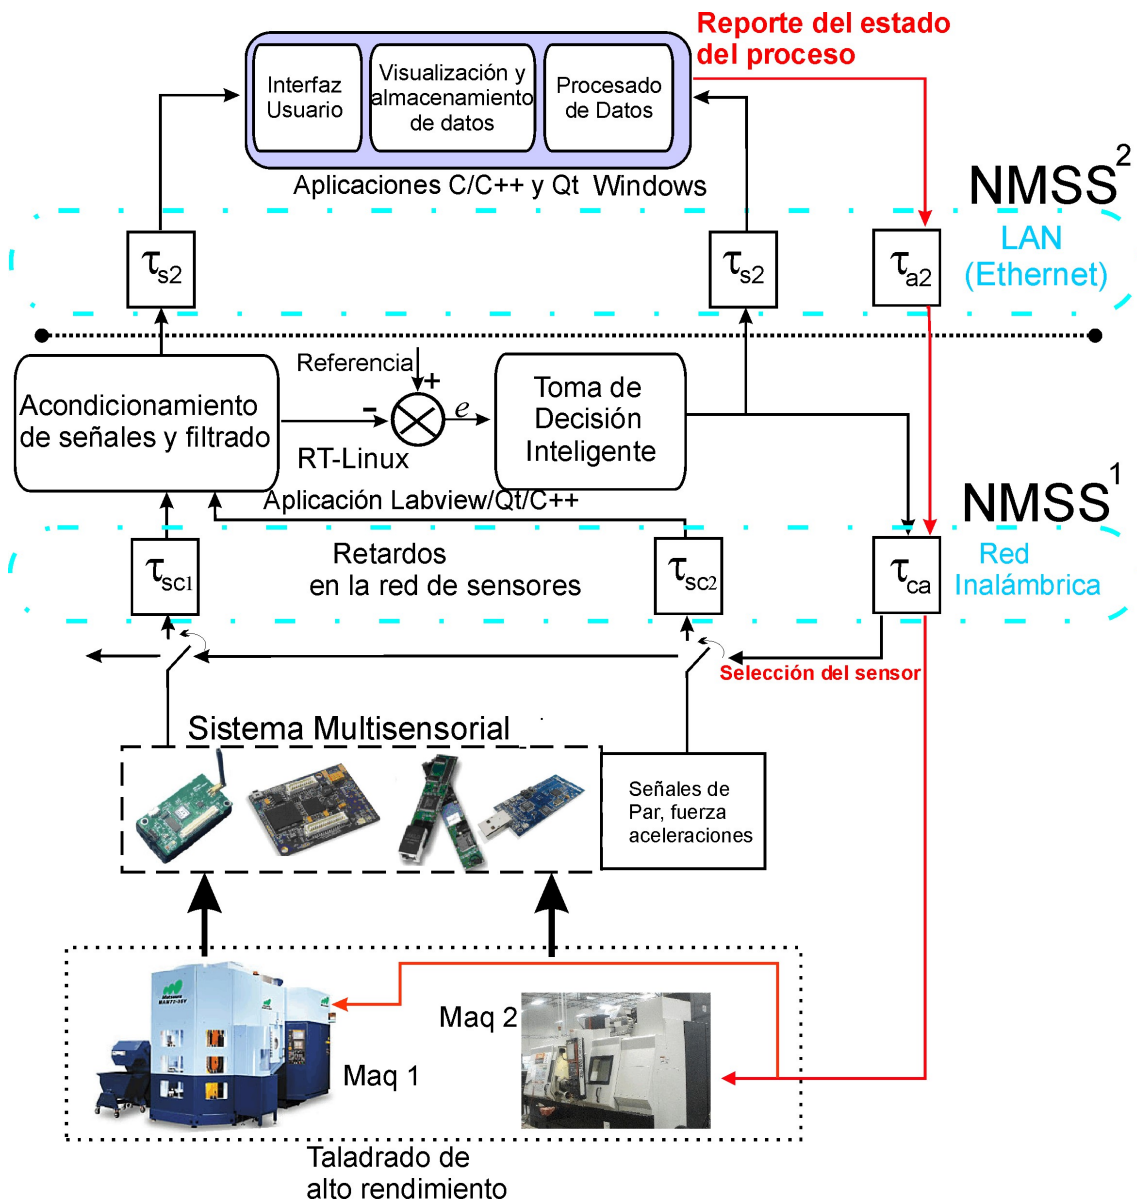 Reporte del estado
del proceso
Interfaz
Usuario
Visualización y
almacenamiento
de datos
Procesado
de Datos
Aplicaciones C/C++ y Qt Windows
NMSS²
LAN
(Ethernet)
τs2
τs2
τa2
Referencia
+
-
e
Acondicionamiento
de señales y filtrado
RT-Linux
Toma de
Decisión
Inteligente
Aplicación Labview/Qt/C++
NMSS¹
Red
Inalámbrica
τsc1
Retardos
en la red de sensores
τsc2
τca
Selección del sensor
Sistema Multisensorial
Señales de
Par, fuerza
aceleraciones
Matsuura
Maq 1
Maq 2
Taladrado de
alto rendimiento